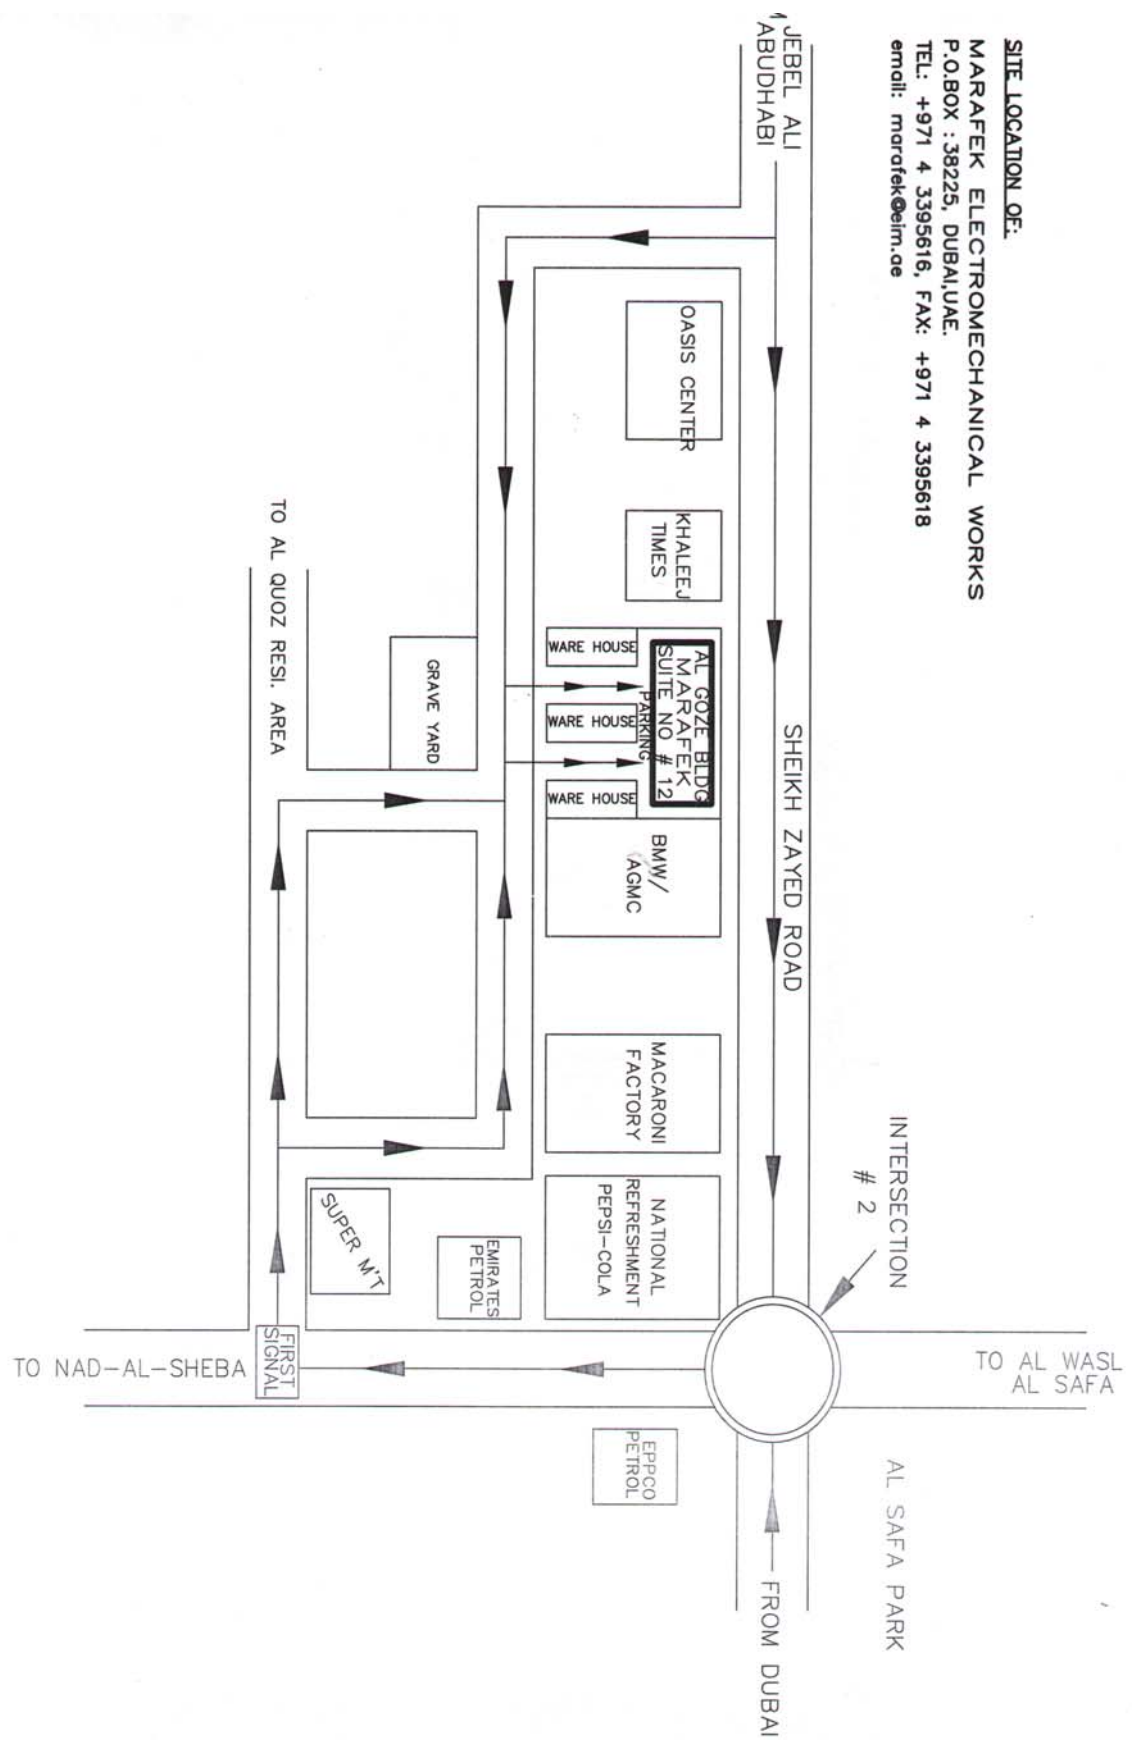 SITE LOCATION OF:
MARAFEK ELECTROMECHANICAL WORKS
P.O.BOX : 38225, DUBAI,UAE.
TEL: +971 4 3395616, FAX: +971 4 3395618
email: marafek@eim.ae
JEBEL ALI
ABUDHABI
SHEIKH ZAYED ROAD
INTERSECTION
# 2
TO AL WASL
AL SAFA
AL SAFA PARK
FROM DUBAI
OASIS CENTER
KHALEEJ
TIMES
AL GOZE BLDG
MARAFEK
SUITE NO # 12
PARKING
WARE HOUSE
WARE HOUSE
WARE HOUSE
BMW/
AGMC
MACARONI
FACTORY
NATIONAL
REFRESHMENT
PEPSI-COLA
EMIRATES
PETROL
SUPER M'T
EPPCO
PETROL
GRAVE YARD
TO AL QUOZ RESI. AREA
FIRST
SIGNAL
TO NAD-AL-SHEBA